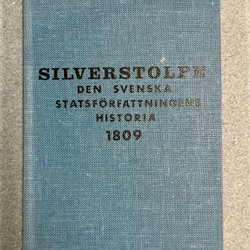 SILVERSTOLPE
DEN SVENSKA
STATSFÖRFATTNINGENS
HISTORIA
1809